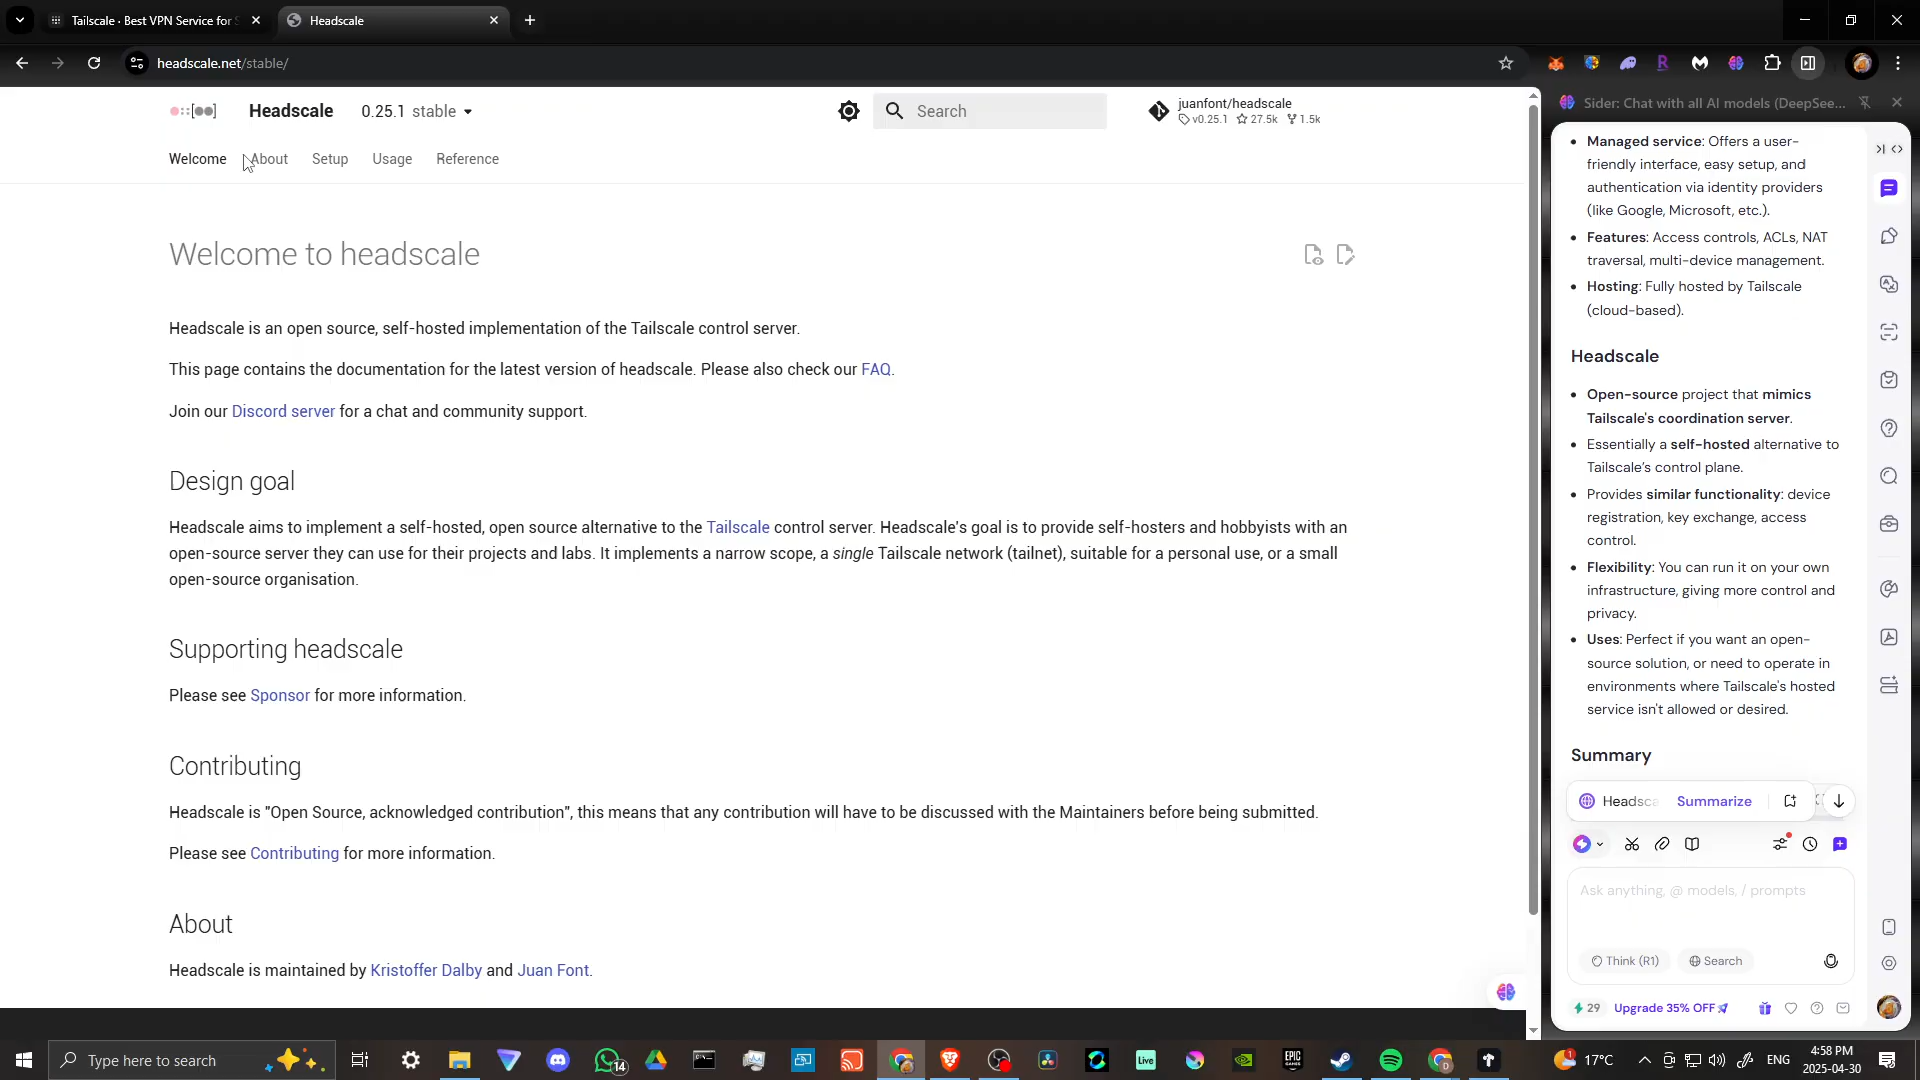 Tailscale · Best VPN Service for S
Headscale
headscale.net/stable/
Headscale
0.25.1 stable
Search
juanfont/headscale
v0.25.1 27.5k 1.5k
Welcome About Setup Usage Reference
Welcome to headscale
Headscale is an open source, self-hosted implementation of the Tailscale control server.
This page contains the documentation for the latest version of headscale. Please also check our FAQ.
Join our Discord server for a chat and community support.
Design goal
Headscale aims to implement a self-hosted, open source alternative to the Tailscale control server. Headscale's goal is to provide self-hosters and hobbyists with an
open-source server they can use for their projects and labs. It implements a narrow scope, a single Tailscale network (tailnet), suitable for a personal use, or a small
open-source organisation.
Supporting headscale
Please see Sponsor for more information.
Contributing
Headscale is "Open Source, acknowledged contribution", this means that any contribution will have to be discussed with the Maintainers before being submitted.
Please see Contributing for more information.
About
Headscale is maintained by Kristoffer Dalby and Juan Font.
Sider: Chat with all AI models (DeepSee...
Managed service: Offers a user-
friendly interface, easy setup, and
authentication via identity providers
(like Google, Microsoft, etc.).
Features: Access controls, ACLs, NAT
traversal, multi-device management.
Hosting: Fully hosted by Tailscale
(cloud-based).
Headscale
Open-source project that mimics
Tailscale's coordination server.
Essentially a self-hosted alternative to
Tailscale's control plane.
Provides similar functionality: device
registration, key exchange, access
control.
Flexibility: You can run it on your own
infrastructure, giving more control and
privacy.
Uses: Perfect if you want an open-
source solution, or need to operate in
environments where Tailscale's hosted
service isn't allowed or desired.
Summary
Headsca Summarize
Ask anything, @ models, / prompts
Think (R1) Search
29 Upgrade 35% OFF
Type here to search
14
Live
EPIC GAMES
1
17°C
ENG
4:58 PM
2025-04-30